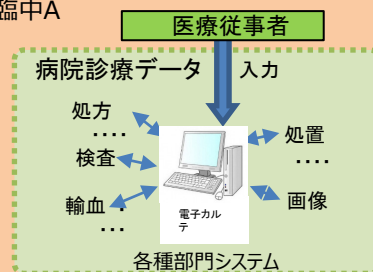 臨中A
医療従事者
病院診療データ 入力
処方
‥‥
検査
輸血
‥
処置
‥‥
画像
電子カル
テ
各種部門システム